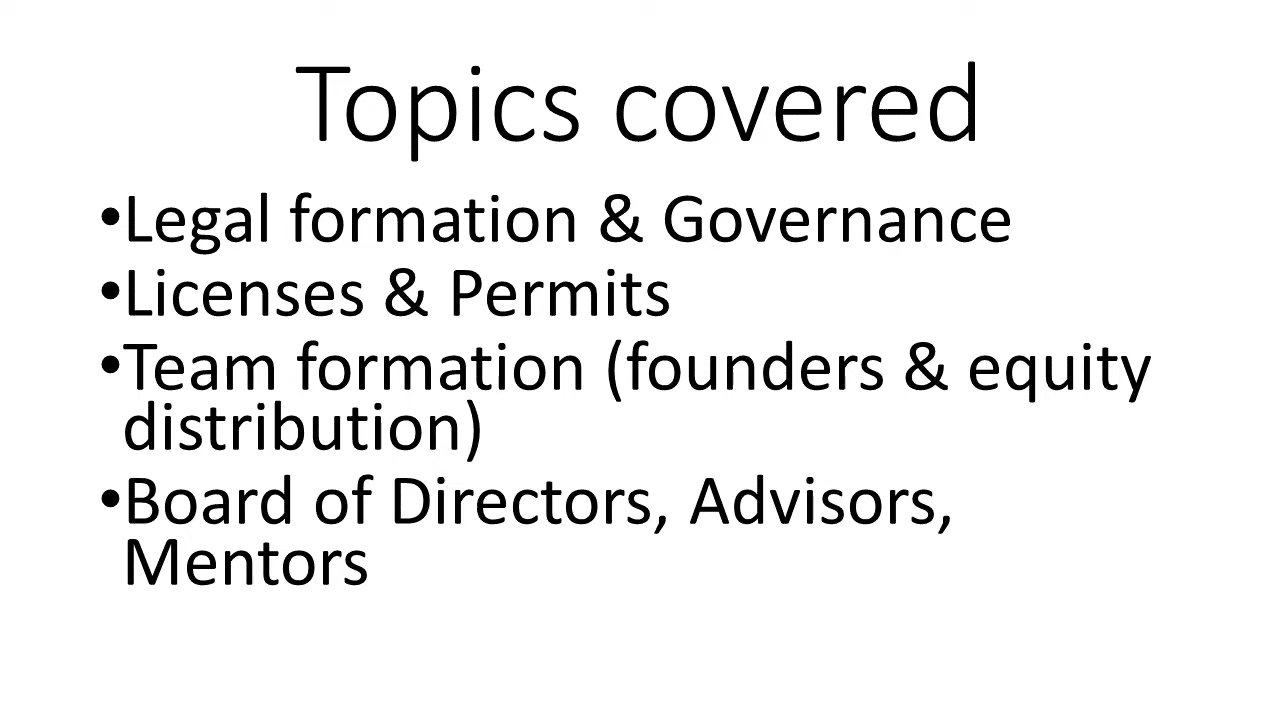 Topics covered
•Legal formation & Governance
•Licenses & Permits
•Team formation (founders & equity
distribution)
•Board of Directors, Advisors,
Mentors